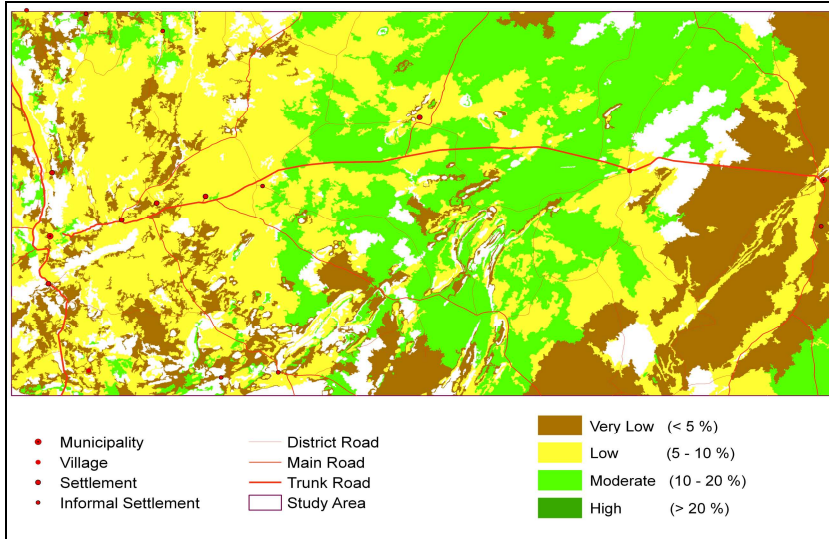 Municipality
Village
Settlement
Informal Settlement
District Road
Main Road
Trunk Road
Study Area
Very Low (< 5 %)
Low (5 - 10 %)
Moderate (10 - 20 %)
High (> 20 %)